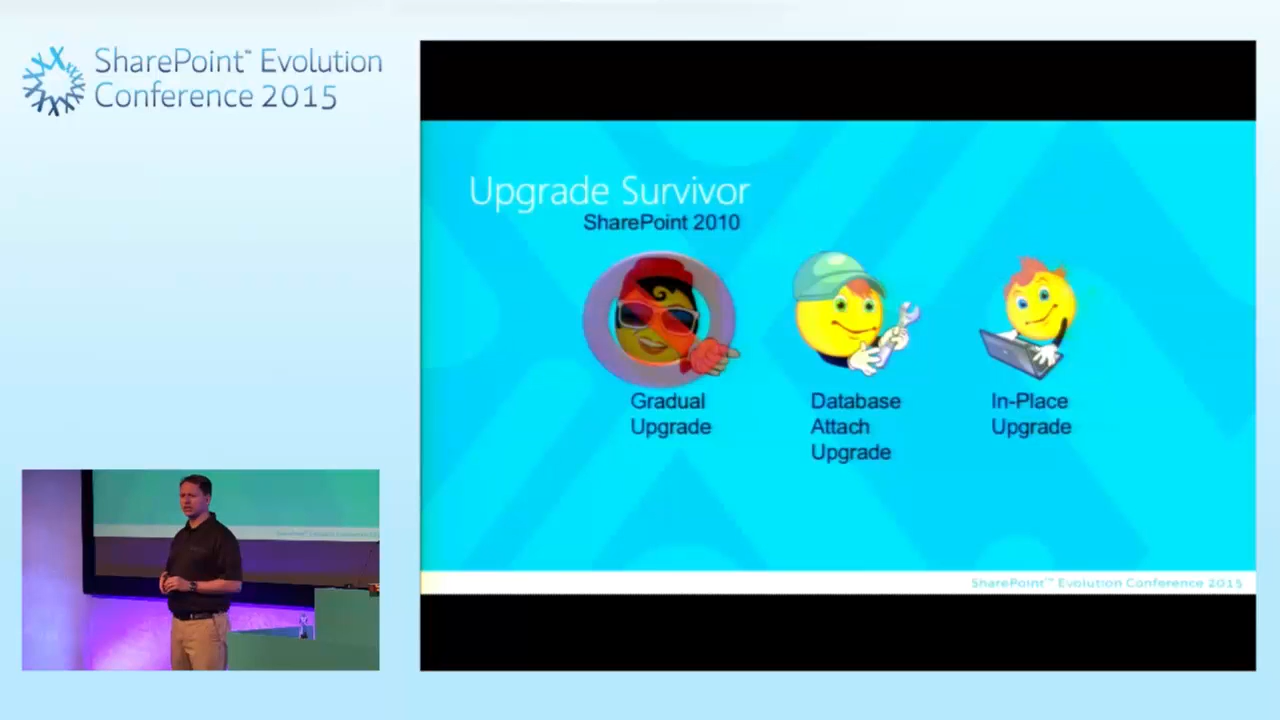 SharePoint™ Evolution
Conference 2015
Upgrade Survivor
SharePoint 2010
Gradual
Upgrade
Database
Attach
Upgrade
In-Place
Upgrade
SharePoint™ Evolution Conference 2015